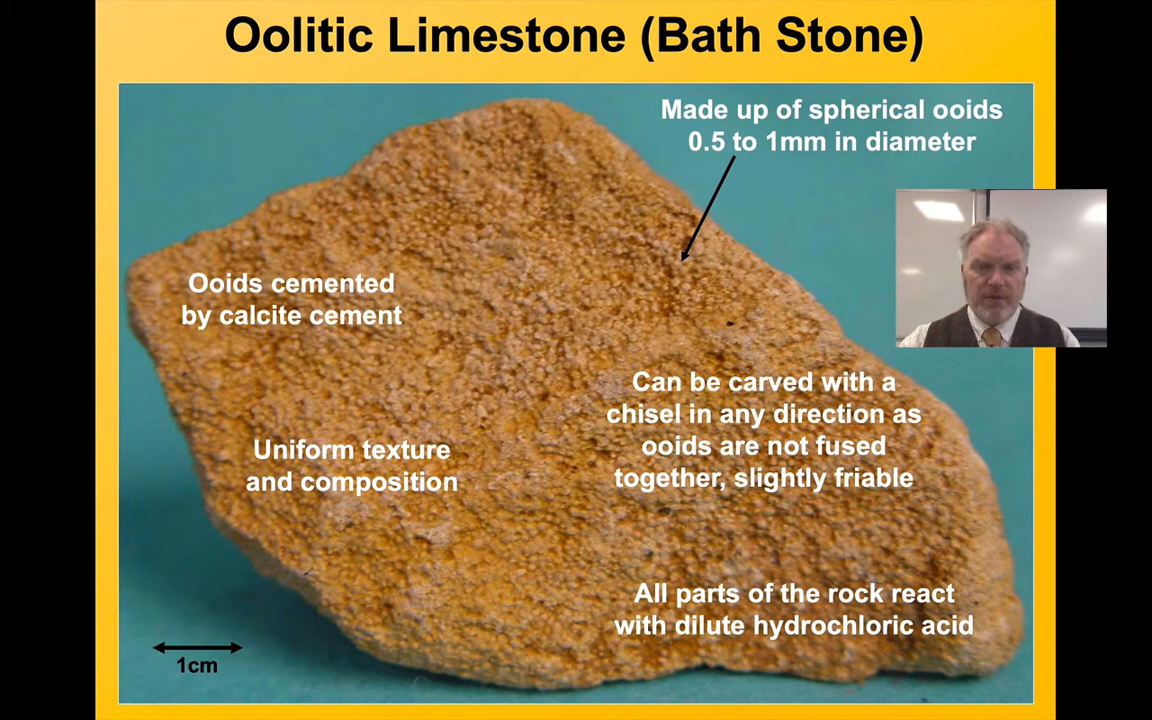 Oolitic Limestone (Bath Stone)
Made up of spherical ooids
0.5 to 1mm in diameter
Ooids cemented
by calcite cement
Can be carved with a
chisel in any direction as
ooids are not fused
together, slightly friable
Uniform texture
and composition
All parts of the rock react
with dilute hydrochloric acid
1cm